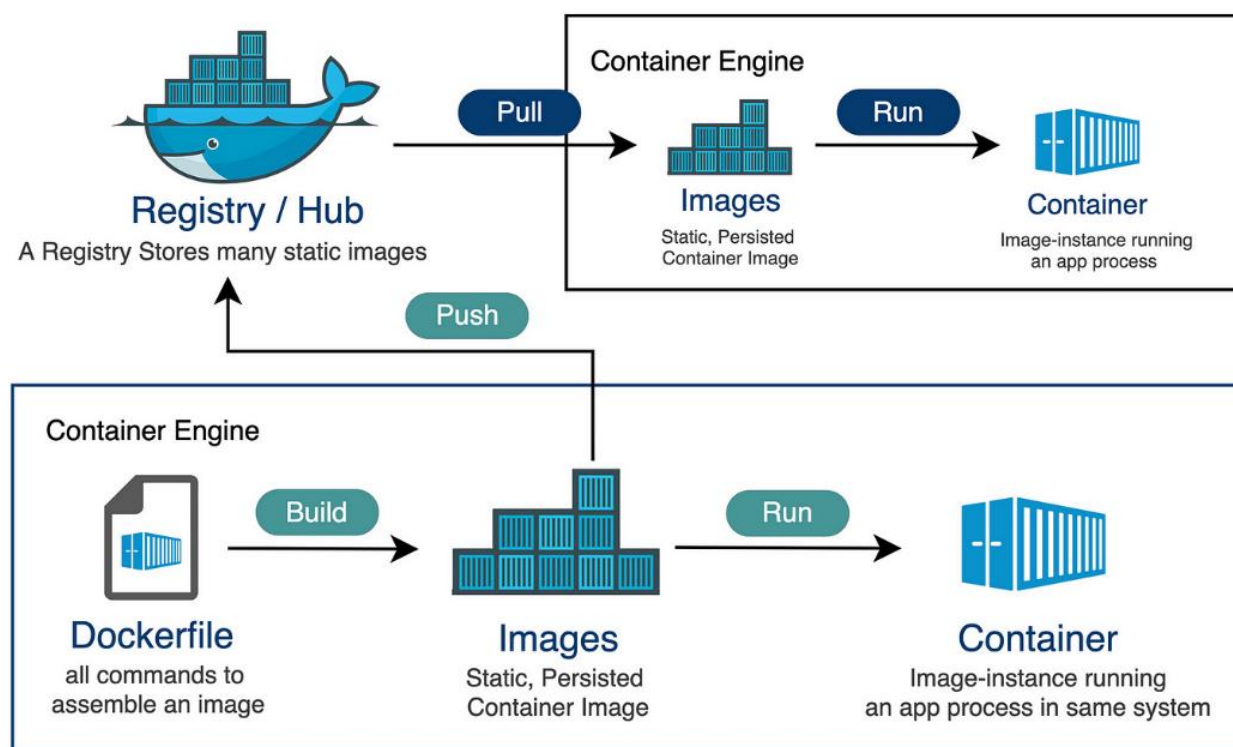 Container Engine
Pull
Run
Registry / Hub
A Registry Stores many static images
Images
Static, Persisted
Container Image
Container
Image-instance running
an app process
Push
Container Engine
Build
Run
Dockerfile
all commands to
assemble an image
Images
Static, Persisted
Container Image
Container
Image-instance running
an app process in same system